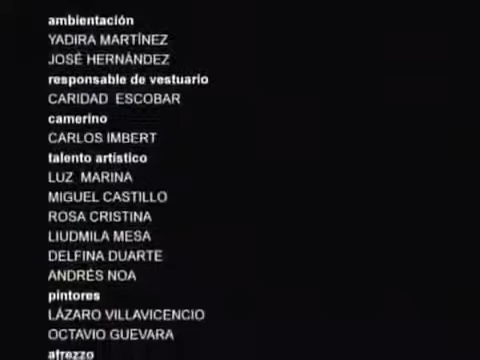 ambientación
YADIRA MARTÍNEZ
JOSÉ HERNÁNDEZ
responsable de vestuario
CARIDAD ESCOBAR
camerino
CARLOS IMBERT
talento artístico
LUZ MARINA
MIGUEL CASTILLO
ROSA CRISTINA
LIUDMILA MESA
DELFINA DUARTE
ANDRÉS NOA
pintores
LÁZARO VILLAVICENCIO
OCTAVIO GUEVARA
atrezzo